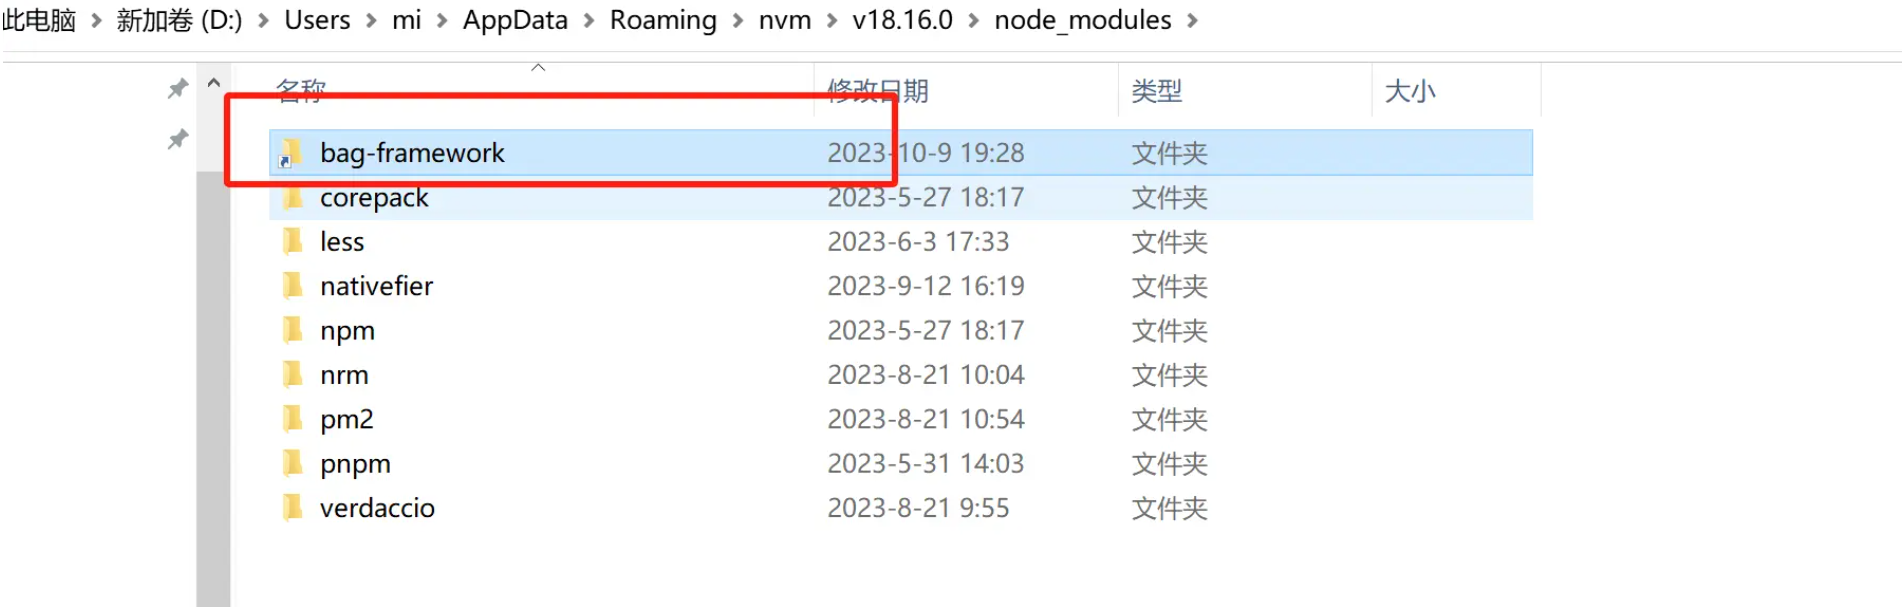 此电脑 > 新加卷 (D:) > Users > mi > AppData > Roaming > nvm > v18.16.0 > node_modules >
名称 修改日期 类型 大小
bag-framework 2023-10-9 19:28 文件夹
corepack 2023-5-27 18:17 文件夹
less 2023-6-3 17:33 文件夹
nativefier 2023-9-12 16:19 文件夹
npm 2023-5-27 18:17 文件夹
nrm 2023-8-21 10:04 文件夹
pm2 2023-8-21 10:54 文件夹
pnpm 2023-5-31 14:03 文件夹
verdaccio 2023-8-21 9:55 文件夹